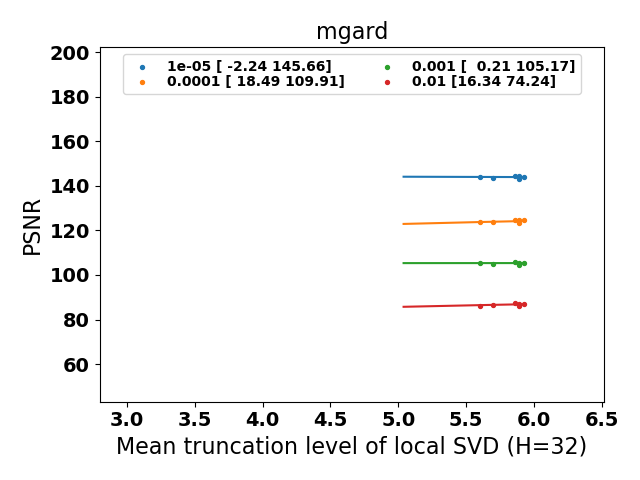 mgard
1e-05 [ -2.24 145.66]
0.0001 [ 18.49 109.91]
0.001 [  0.21 105.17]
0.01 [16.34 74.24]
PSNR
200
180
160
140
120
100
80
60
3.0 3.5 4.0 4.5 5.0 5.5 6.0 6.5
Mean truncation level of local SVD (H=32)